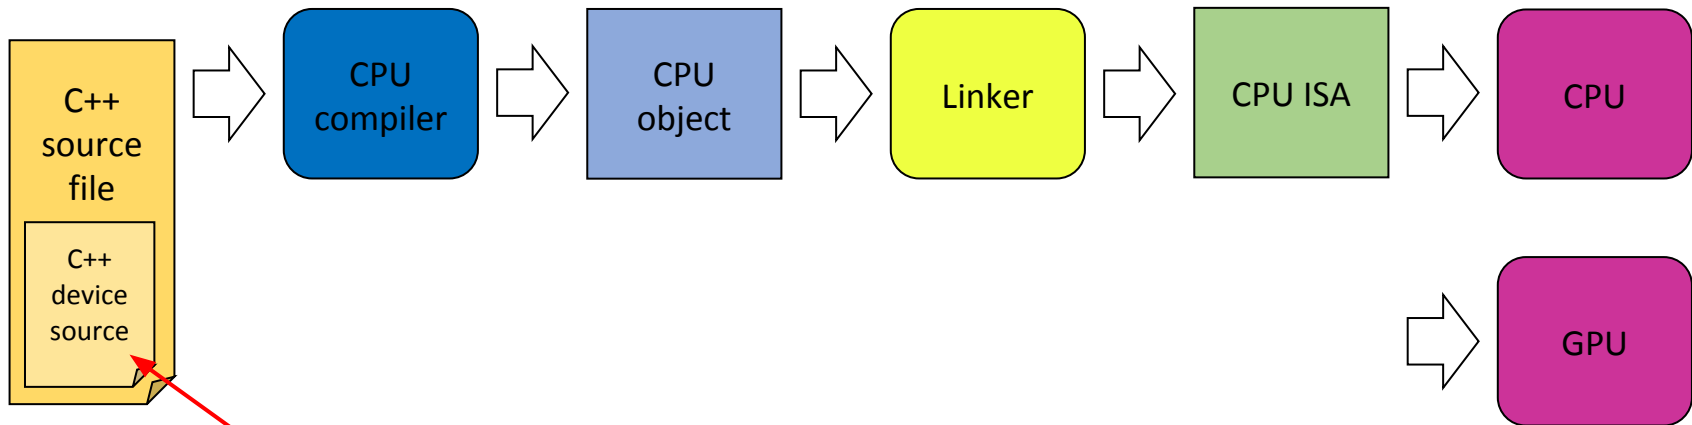 C++
source
file
C++
device
source
CPU
compiler
CPU
object
Linker
CPU ISA
CPU
GPU